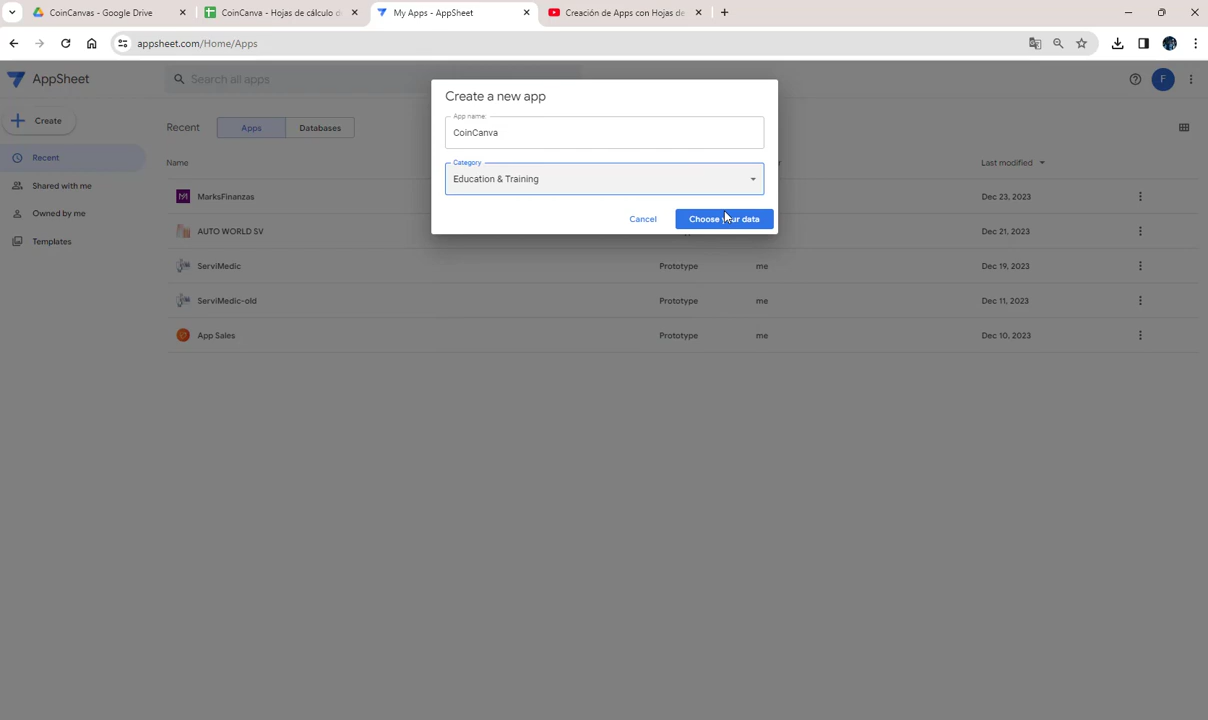 CoinCanvas - Google Drive
CoinCanva - Hojas de cálculo d
My Apps - AppSheet
Creación de Apps con Hojas de
appsheet.com/Home/Apps
AppSheet
Search all apps
F
Create a new app
App name
CoinCanva
Category
Education & Training
Cancel
Choose your data
Create
Recent
Shared with me
Owned by me
Templates
Recent
Apps
Databases
Name
Last modified
MarksFinanzas
Dec 23, 2023
AUTO WORLD SV
Dec 21, 2023
ServiMedic
Prototype
me
Dec 19, 2023
ServiMedic-old
Prototype
me
Dec 11, 2023
App Sales
Prototype
me
Dec 10, 2023